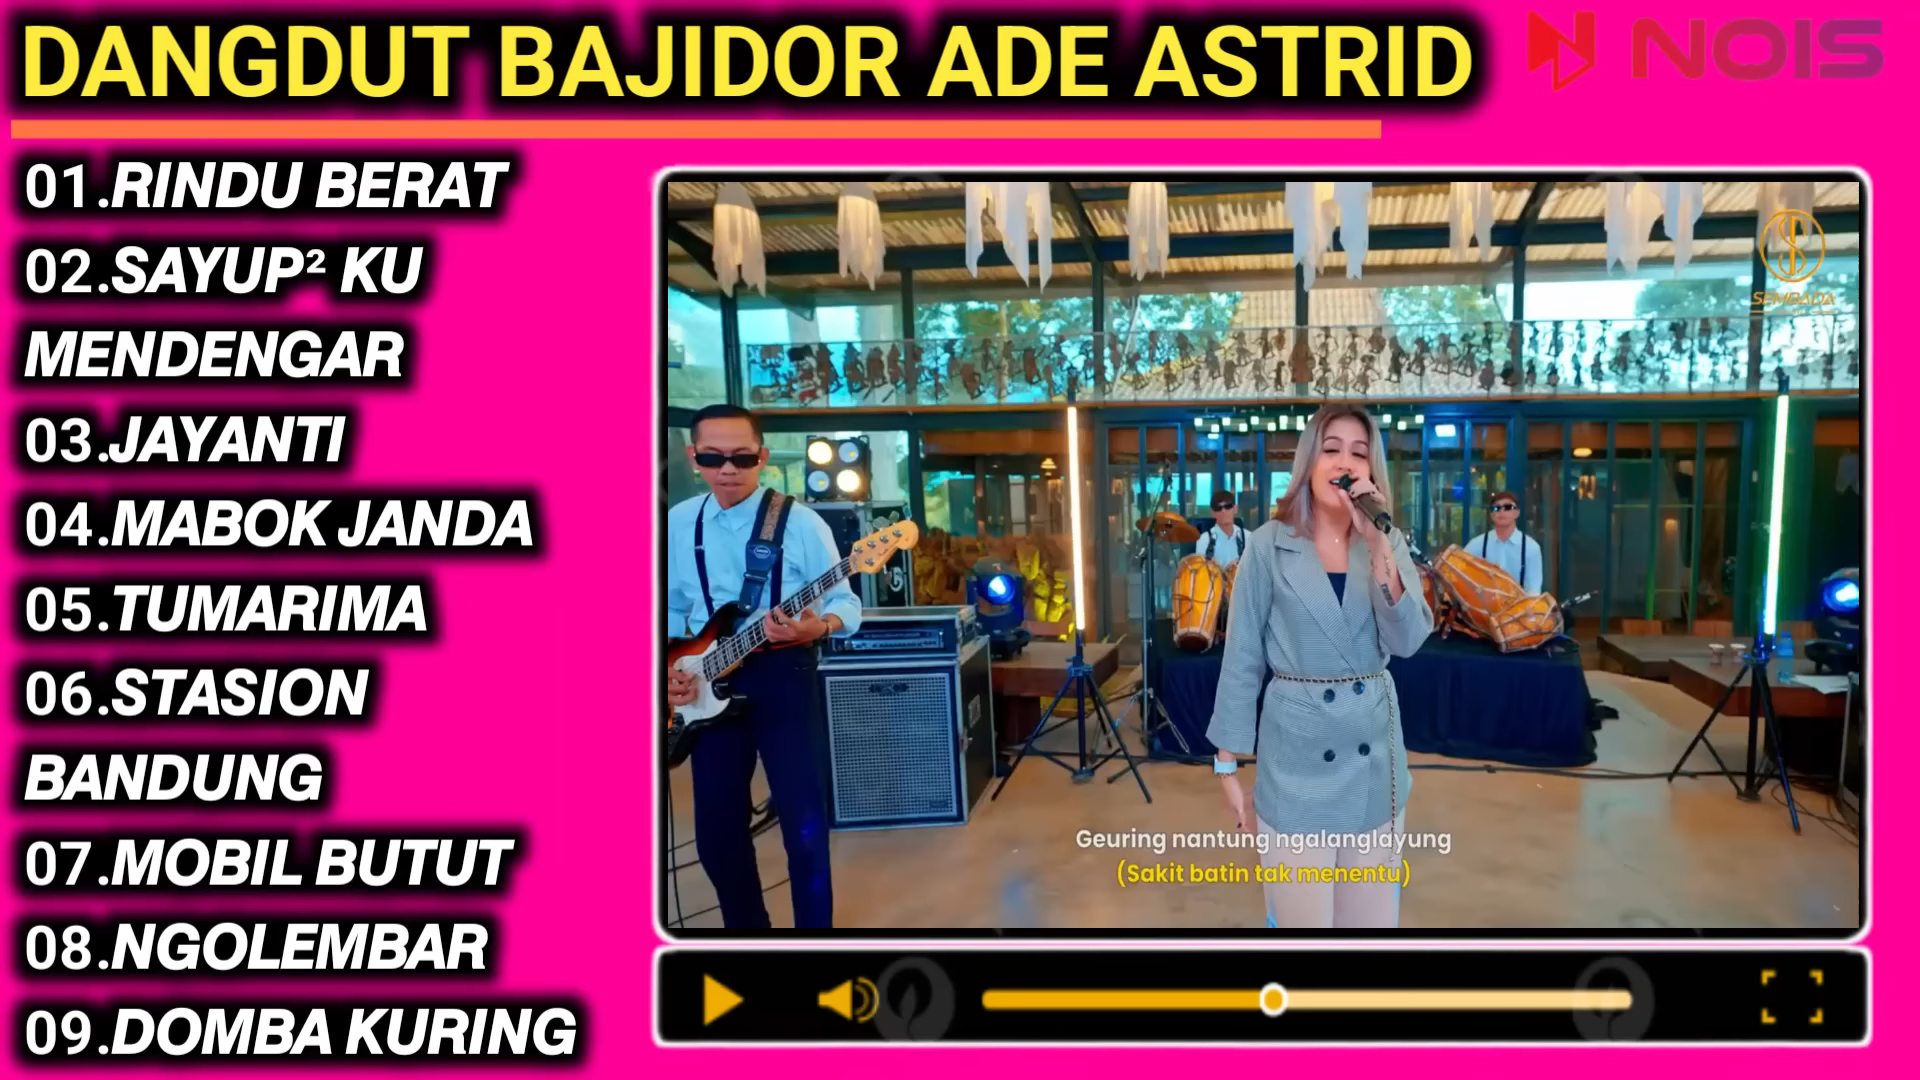 DANGDUT BAJIDOR ADE ASTRID
NOIS
01.RINDU BERAT
02.SAYUP² KU
MENDENGAR
03.JAYANTI
04.MABOK JANDA
05.TUMARIMA
06.STASION
BANDUNG
07.MOBIL BUTUT
08.NGOLEMBAR
09.DOMBA KURING
SEMBADA
Geuring nantung ngalanglayung
(Sakit batin tak menentu)